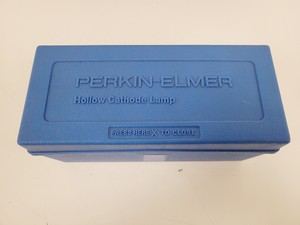 PERKIN-ELMER
Hollow Cathode Lamp
PRESS HERE X TO CLOSE